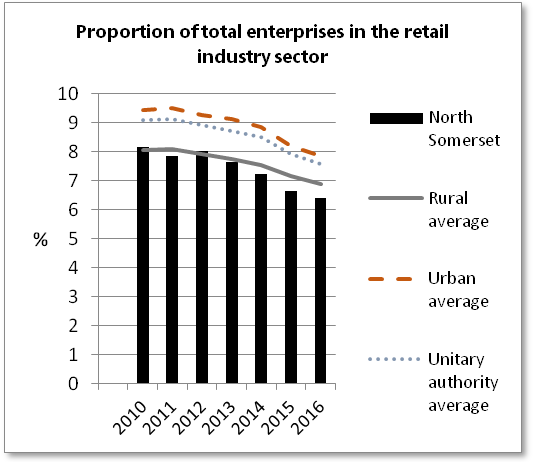 Proportion of total enterprises in the retail
industry sector
10
9
8
7
6
5
4
3
2
1
0
%
2010
2011
2012
2013
2014
2015
2016
North
Somerset
Rural
average
Urban
average
Unitary
authority
average